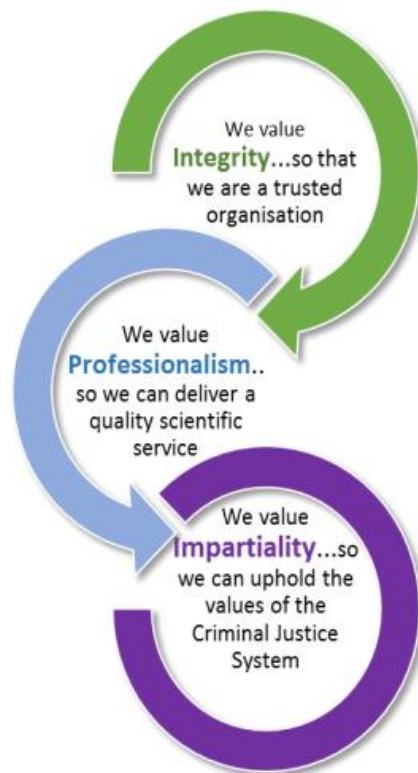 We value
Integrity...so that
we are a trusted
organisation
We value
Professionalism..
so we can deliver a
quality scientific
service
We value
Impartiality...so
we can uphold the
values of the
Criminal Justice
System